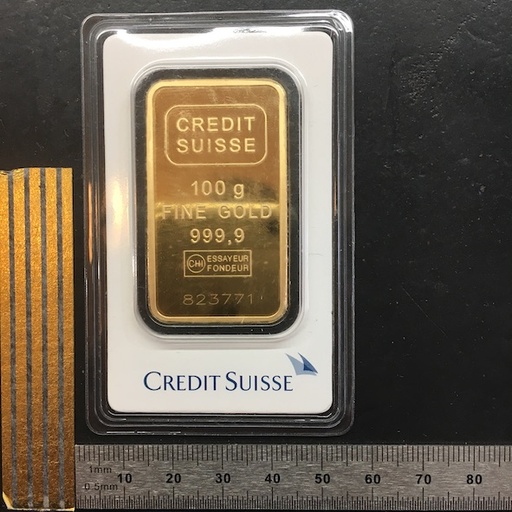 CREDIT
SUISSE
100 g
FINE GOLD
999,9
CHI ESSAYEUR
FONDEUR
823771
CREDIT SUISSE
1mm
10 20 30 40 50 60 70 80
0.5mm